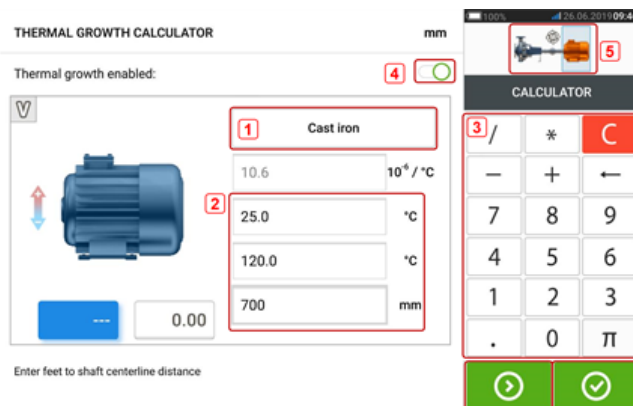 THERMAL GROWTH CALCULATOR mm
100% 26.06.2019 09:4
Thermal growth enabled: 4
5
CALCULATOR
V
1 Cast iron
10.6 10⁻⁶ / °C
2
25.0 °C
120.0 °C
700 mm
--- 0.00
Enter feet to shaft centerline distance
3
/ * C
− + ←
7 8 9
4 5 6
1 2 3
. 0 π